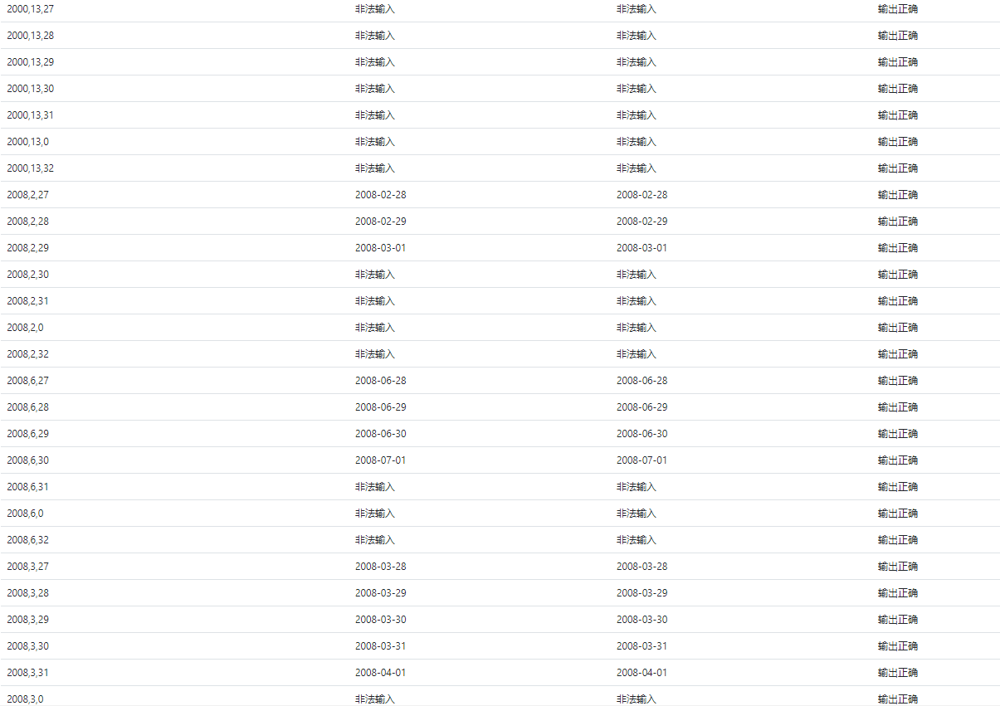 2000,13,27 非法输入 非法输入 输出正确
2000,13,28 非法输入 非法输入 输出正确
2000,13,29 非法输入 非法输入 输出正确
2000,13,30 非法输入 非法输入 输出正确
2000,13,31 非法输入 非法输入 输出正确
2000,13,0 非法输入 非法输入 输出正确
2000,13,32 非法输入 非法输入 输出正确
2008,2,27 2008-02-28 2008-02-28 输出正确
2008,2,28 2008-02-29 2008-02-29 输出正确
2008,2,29 2008-03-01 2008-03-01 输出正确
2008,2,30 非法输入 非法输入 输出正确
2008,2,31 非法输入 非法输入 输出正确
2008,2,0 非法输入 非法输入 输出正确
2008,2,32 非法输入 非法输入 输出正确
2008,6,27 2008-06-28 2008-06-28 输出正确
2008,6,28 2008-06-29 2008-06-29 输出正确
2008,6,29 2008-06-30 2008-06-30 输出正确
2008,6,30 2008-07-01 2008-07-01 输出正确
2008,6,31 非法输入 非法输入 输出正确
2008,6,0 非法输入 非法输入 输出正确
2008,6,32 非法输入 非法输入 输出正确
2008,3,27 2008-03-28 2008-03-28 输出正确
2008,3,28 2008-03-29 2008-03-29 输出正确
2008,3,29 2008-03-30 2008-03-30 输出正确
2008,3,30 2008-03-31 2008-03-31 输出正确
2008,3,31 2008-04-01 2008-04-01 输出正确
2008,3,0 非法输入 非法输入 输出正确